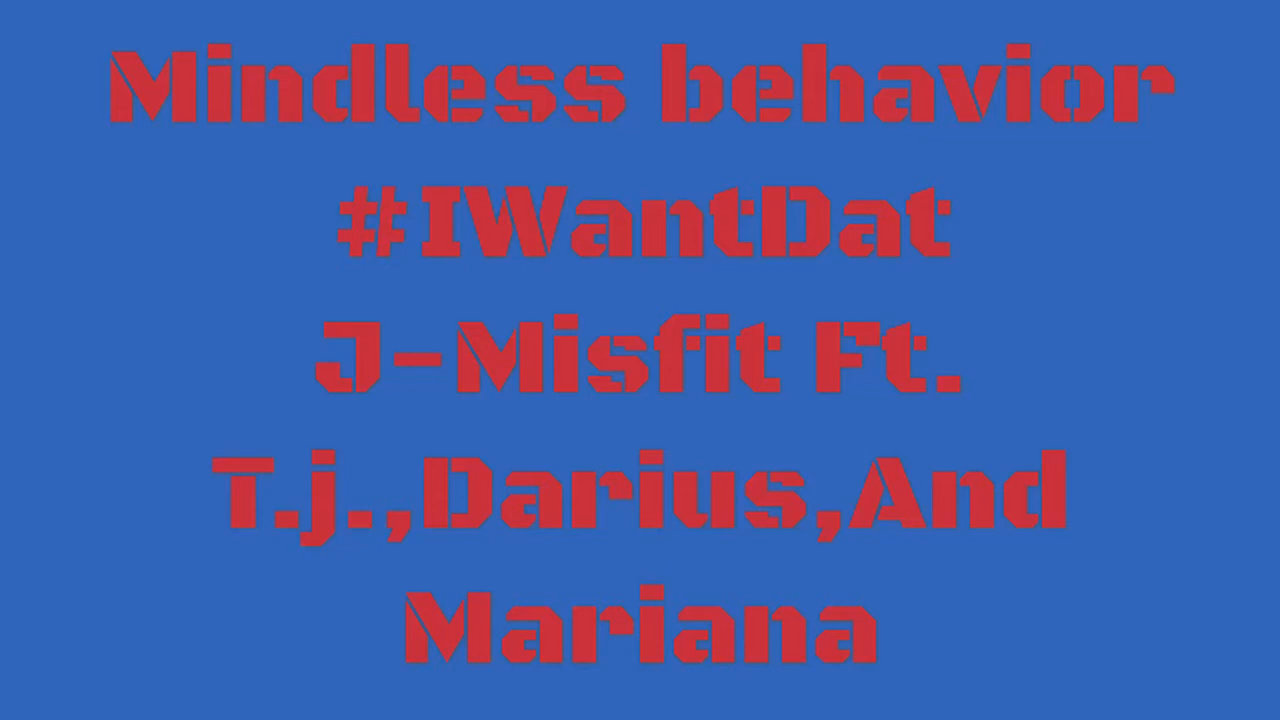 Mindless behavior
#IWantDat
J-Misfit Ft.
T.j.,Darius,And
Mariana